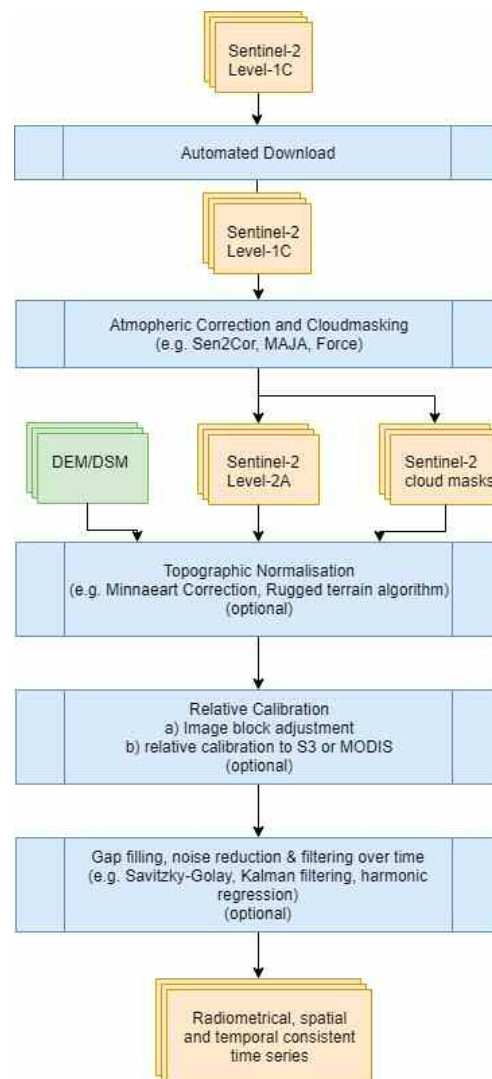 Sentinel-2
Level-1C
Automated Download
Sentinel-2
Level-1C
Atmopheric Correction and Cloudmasking
(e.g. Sen2Cor, MAJA, Force)
DEM/DSM
Sentinel-2
Level-2A
Sentinel-2
cloud masks
Topographic Normalisation
(e.g. Minnaeart Correction, Rugged terrain algorithm)
(optional)
Relative Calibration
a) Image block adjustment
b) relative calibration to S3 or MODIS
(optional)
Gap filling, noise reduction & filtering over time
(e.g. Savitzky-Golay, Kalman filtering, harmonic
regression)
(optional)
Radiometrical, spatial
and temporal consistent
time series